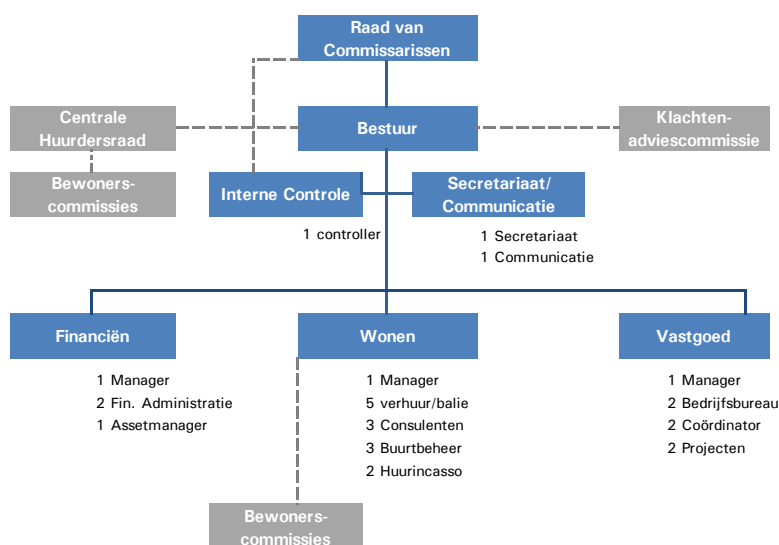 Raad van
Commissarissen
Centrale
Huurdersraad
Bestuur
Klachten-
adviescommissie
Bewoners-
commissies
Interne Controle
Secretariaat/
Communicatie
1 controller
1 Secretariaat
1 Communicatie
Financiën
Wonen
Vastgoed
1 Manager
2 Fin. Administratie
1 Assetmanager
1 Manager
5 verhuur/balie
3 Consulenten
3 Buurtbeheer
2 Huurincasso
1 Manager
2 Bedrijfsbureau
2 Coördinator
2 Projecten
Bewoners-
commissies